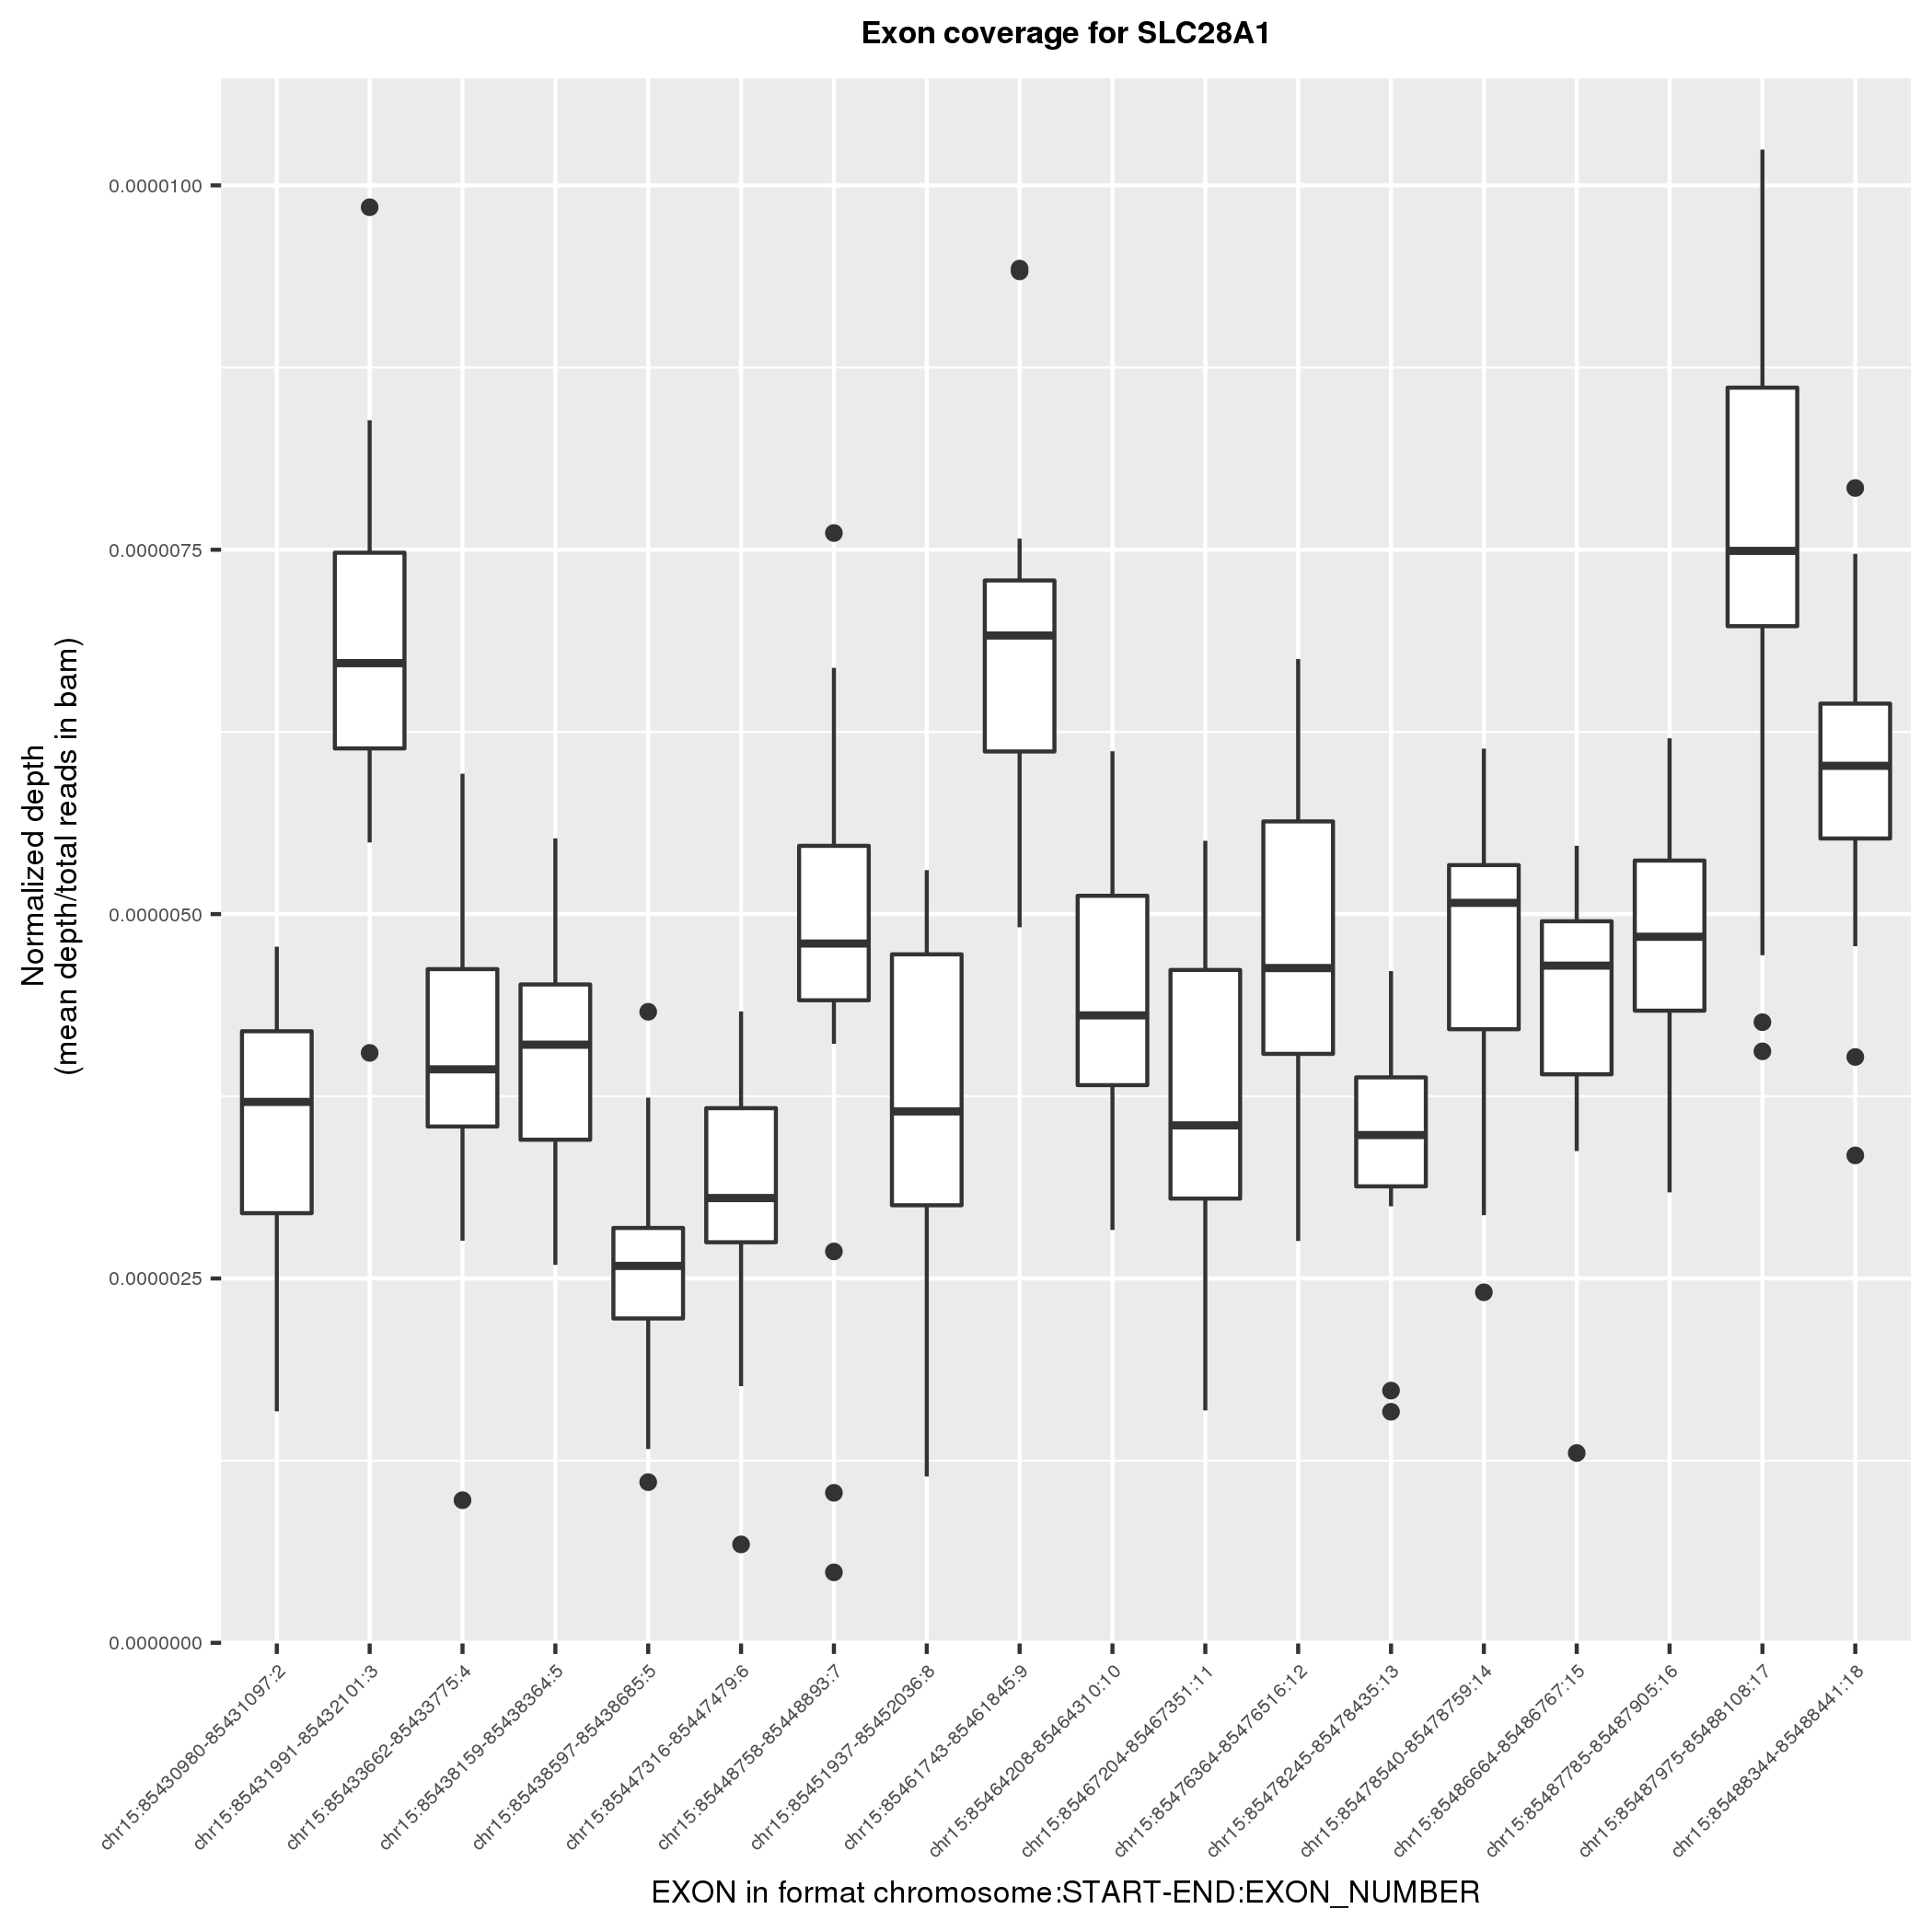 Exon coverage for SLC28A1
Normalized depth
(mean depth/total reads in bam)
0.0000100
0.0000075
0.0000050
0.0000025
0.0000000
chr15:85430980-85431097:2
chr15:85431991-85432101:3
chr15:85433662-85433775:4
chr15:85438159-85438364:5
chr15:85438597-85438685:5
chr15:85447316-85447479:6
chr15:85448758-85448893:7
chr15:85451937-85452036:8
chr15:85461743-85461845:9
chr15:85464208-85464310:10
chr15:85467204-85467351:11
chr15:85476364-85476516:12
chr15:85478245-85478435:13
chr15:85478540-85478759:14
chr15:85486664-85486767:15
chr15:85487785-85487905:16
chr15:85487975-85488108:17
chr15:85488344-85488441:18
EXON in format chromosome:START-END:EXON_NUMBER